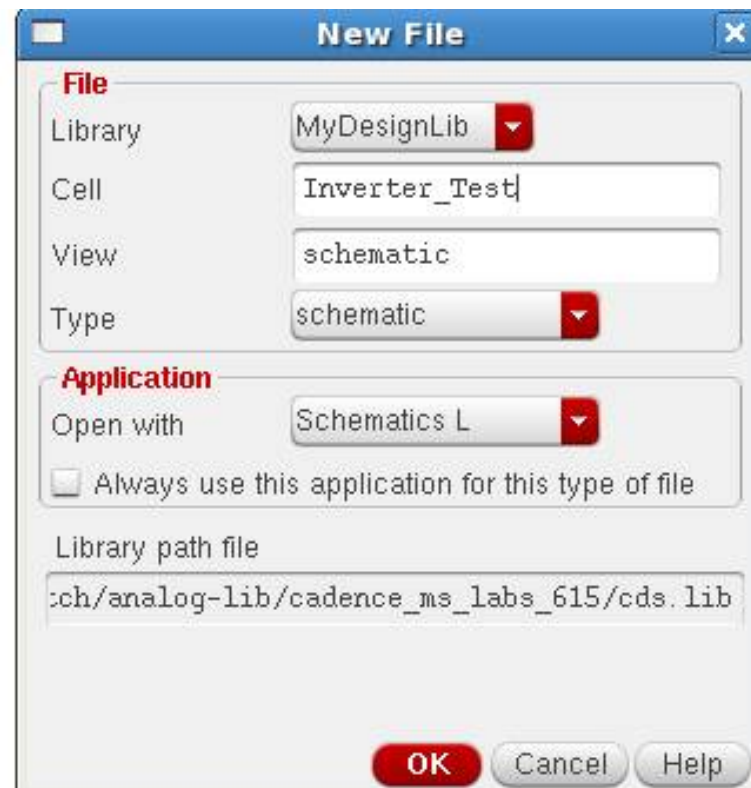 New File
File
Library MyDesignLib
Cell Inverter_Test
View schematic
Type schematic
Application
Open with Schematics L
Always use this application for this type of file
Library path file
ch/analog-lib/cadence_ms_labs_615/cds.lib
OK Cancel Help